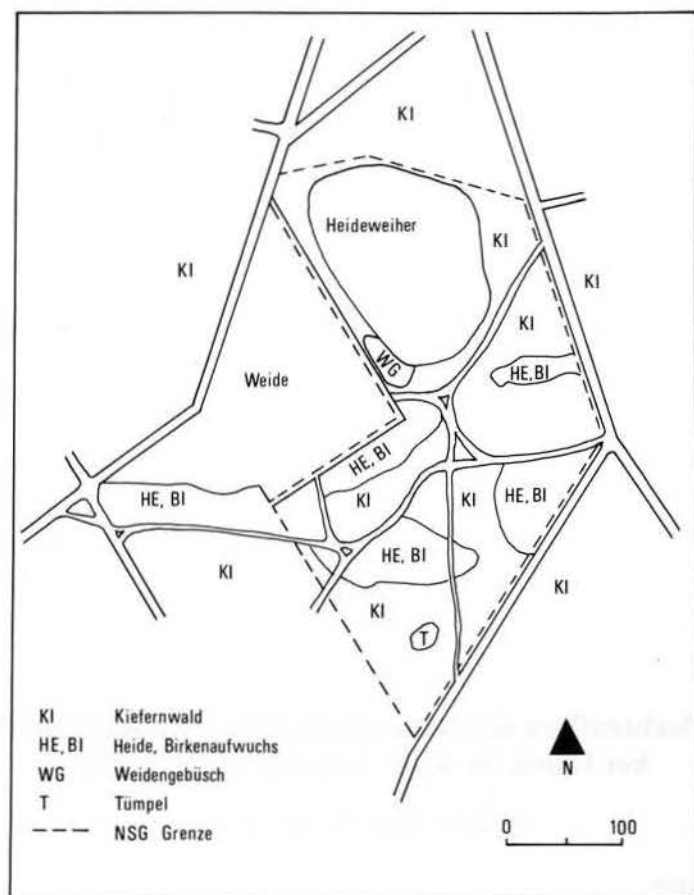 KI
Heideweiher
KI
KI
KI
KI
WG
Weide
HE, BI
HE, BI
HE, BI
KI
KI
HE, BI
HE, BI
KI
KI
KI
T
KI Kiefernwald
HE, BI Heide, Birkenaufwuchs
WG Weidengebüsch
T Tümpel
NSG Grenze
N
0 100